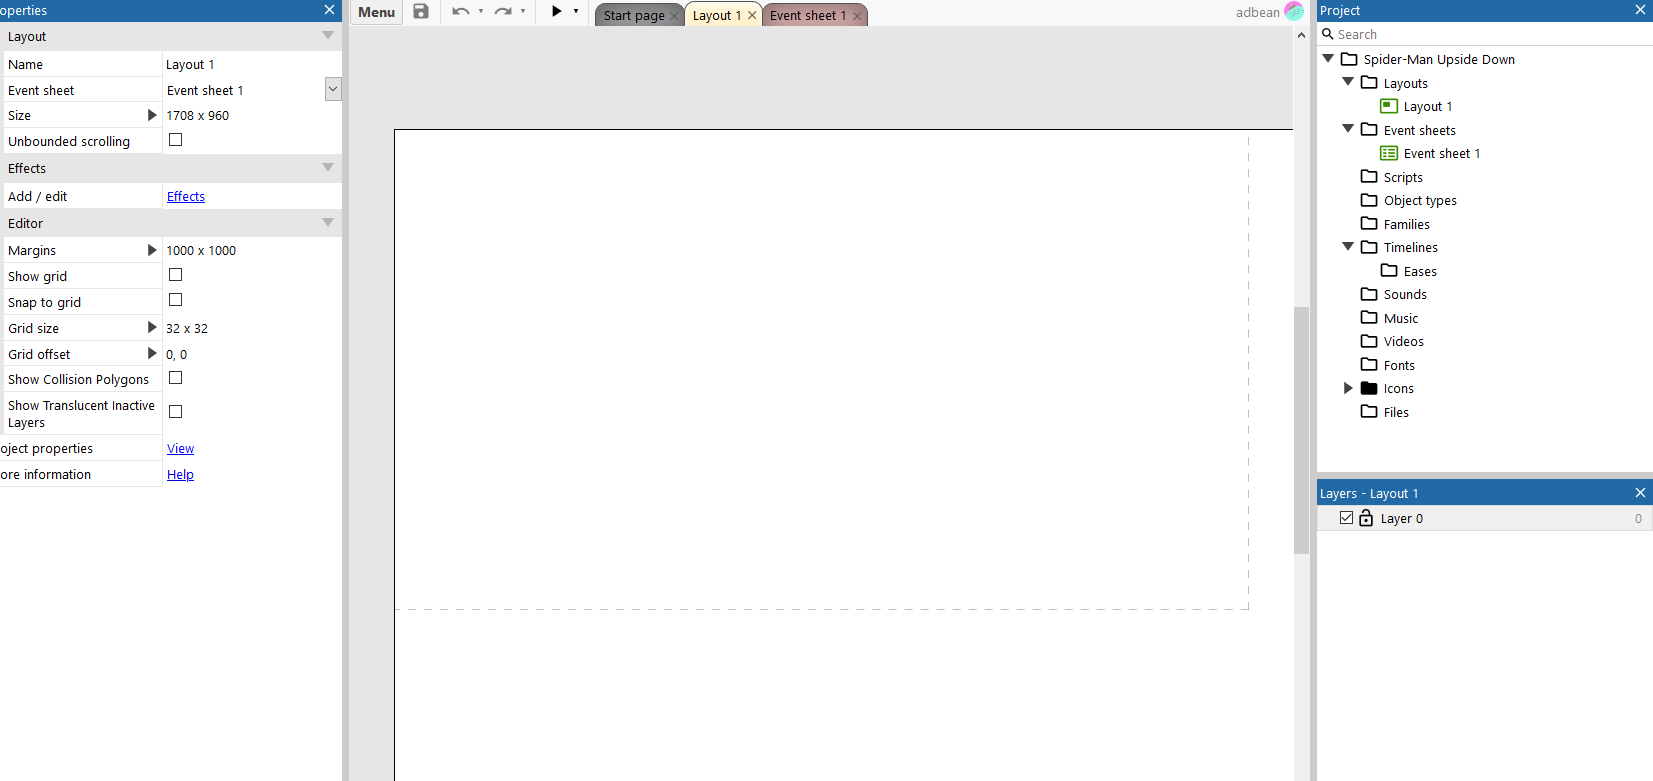 operties
Layout
Name Layout 1
Event sheet Event sheet 1
Size 1708 x 960
Unbounded scrolling
Effects
Add / edit Effects
Editor
Margins 1000 x 1000
Show grid
Snap to grid
Grid size 32 x 32
Grid offset 0, 0
Show Collision Polygons
Show Translucent Inactive
Layers
oject properties View
ore information Help
Menu
Start page
Layout 1
Event sheet 1
adbean
Project
Search
Spider-Man Upside Down
Layouts
Layout 1
Event sheets
Event sheet 1
Scripts
Object types
Families
Timelines
Eases
Sounds
Music
Videos
Fonts
Icons
Files
Layers - Layout 1
Layer 0 0